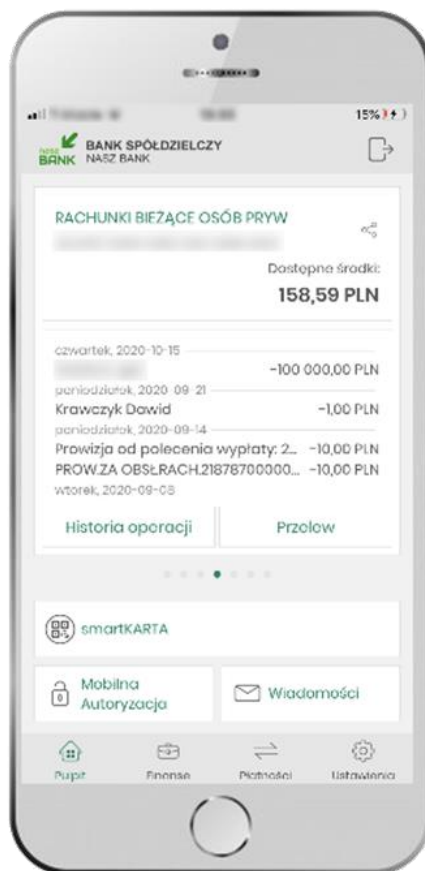 15%
nasz BANK
BANK SPÓŁDZIELCZY
NASZ BANK
RACHUNKI BIEŻĄCE OSÓB PRYW
Dostępne środki:
158,59 PLN
czwartek, 2020-10-15
-100 000,00 PLN
poniedziałek, 2020-09-21
Krawczyk Dawid -1,00 PLN
poniedziałek, 2020-09-14
Prowizja od polecenia wypłaty: 2... -10,00 PLN
PROW.ZA OBSŁ.RACH.21878700000... -10,00 PLN
wtorek, 2020-09-08
Historia operacji Przelew
smartKARTA
Mobilna
Autoryzacja
Wiadomości
Pulpit Finanse Płatności Ustawienia